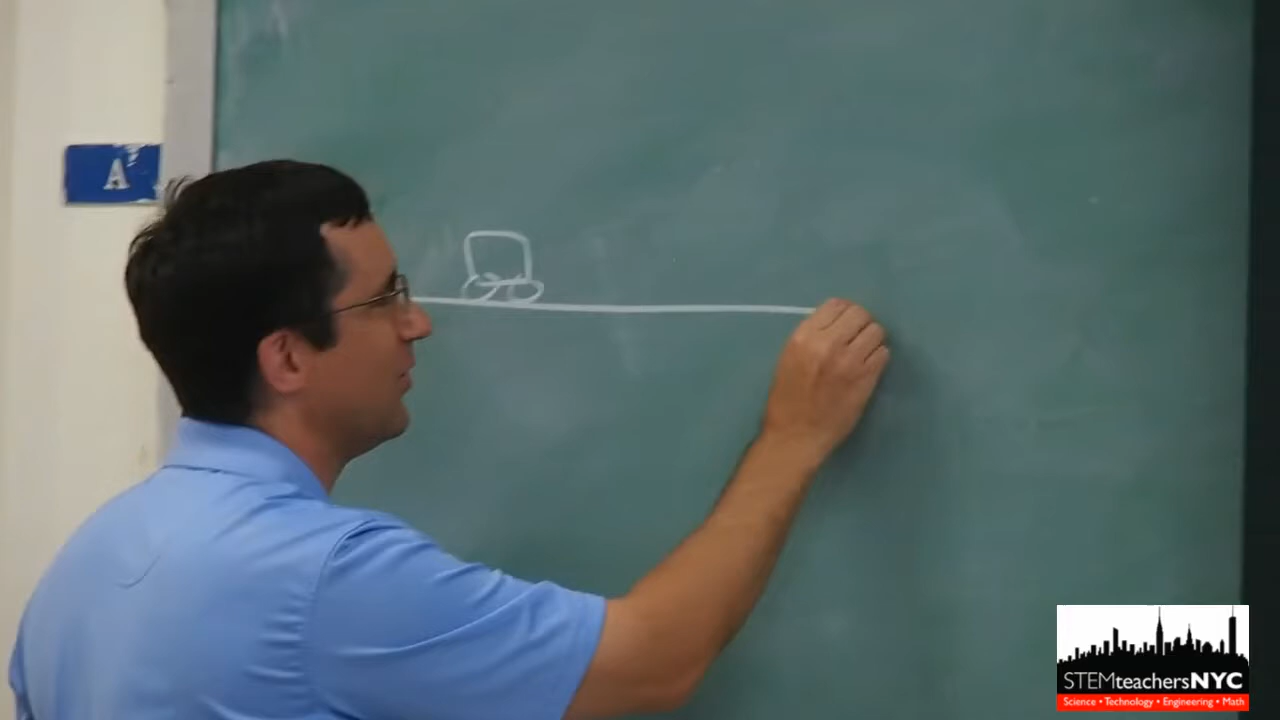 A
STEMteachersNYC
Science • Technology • Engineering • Math